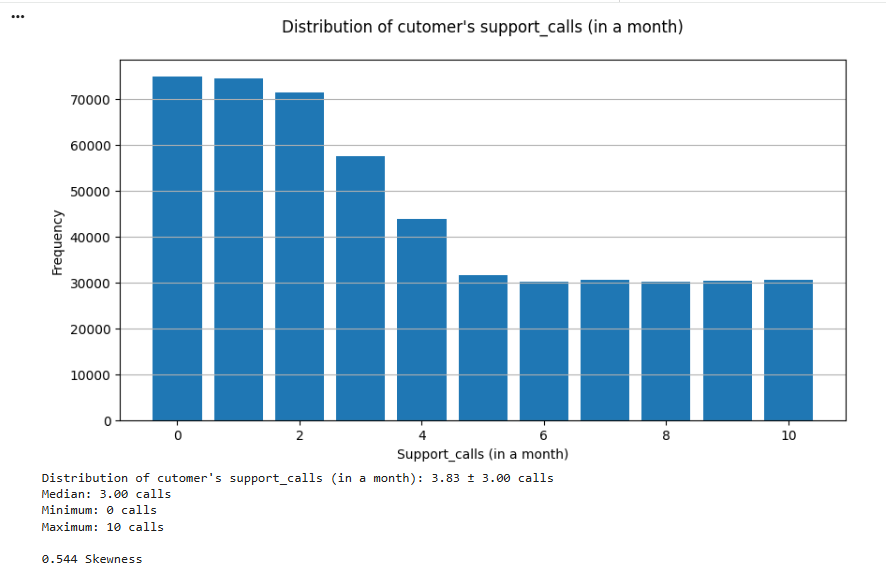 ...
Distribution of cutomer's support_calls (in a month)
Frequency
70000
60000
50000
40000
30000
20000
10000
0
0 2 4 6 8 10
Support_calls (in a month)
Distribution of cutomer's support_calls (in a month): 3.83 ± 3.00 calls
Median: 3.00 calls
Minimum: 0 calls
Maximum: 10 calls
0.544 Skewness